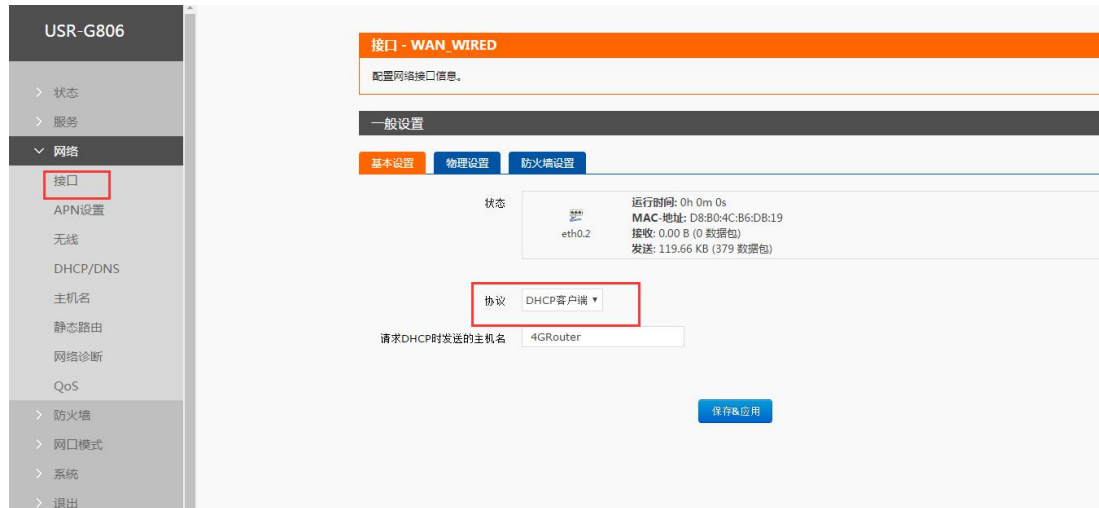 USR-G806
状态
服务
网络
接口
APN设置
无线
DHCP/DNS
主机名
静态路由
网络诊断
QoS
防火墙
网口模式
系统
退出
接口 - WAN_WIRED
配置网络接口信息。
一般设置
基本设置 物理设置 防火墙设置
状态
eth0.2
运行时间: 0h 0m 0s
MAC-地址: D8:B0:4C:B6:DB:19
接收: 0.00 B (0 数据包)
发送: 119.66 KB (379 数据包)
协议 DHCP客户端
请求DHCP时发送的主机名 4GRouter
保存&应用